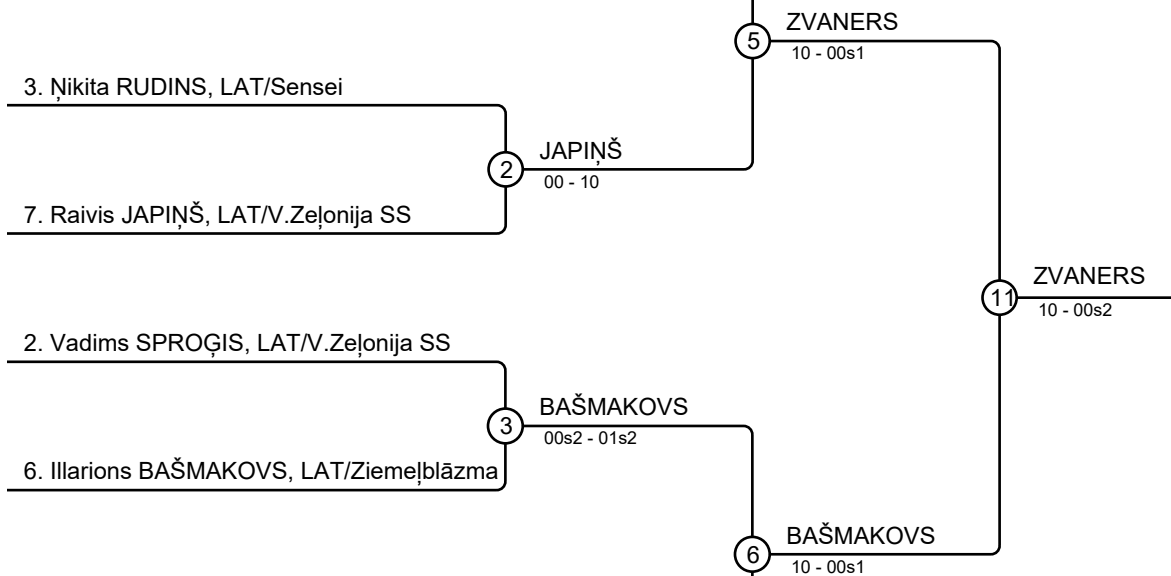 ZVANERS
5
10 - 00s1
3. Ņikita RUDINS, LAT/Sensei
JAPIŅŠ
2
00 - 10
7. Raivis JAPIŅŠ, LAT/V.Zeļonija SS
ZVANERS
11
10 - 00s2
2. Vadims SPROĢIS, LAT/V.Zeļonija SS
BAŠMAKOVS
3
00s2 - 01s2
6. Illarions BAŠMAKOVS, LAT/Ziemeļblāzma
BAŠMAKOVS
6
10 - 00s1